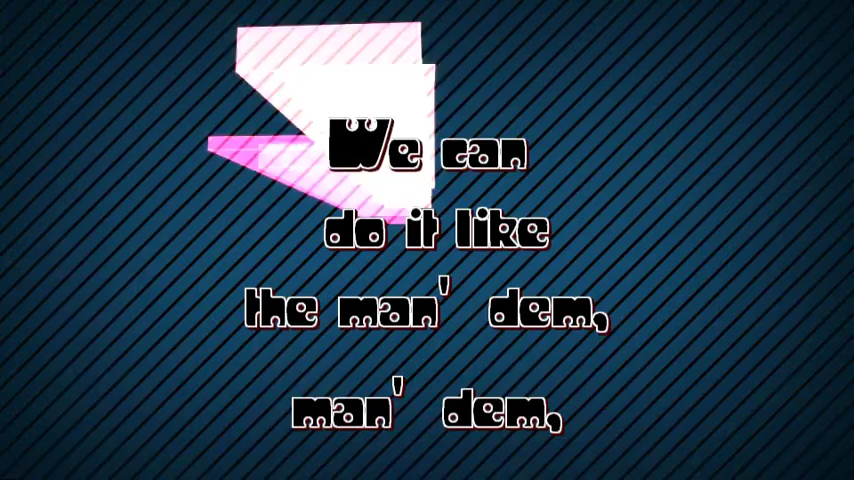 We can
do it like
the man' dem,
man' dem,